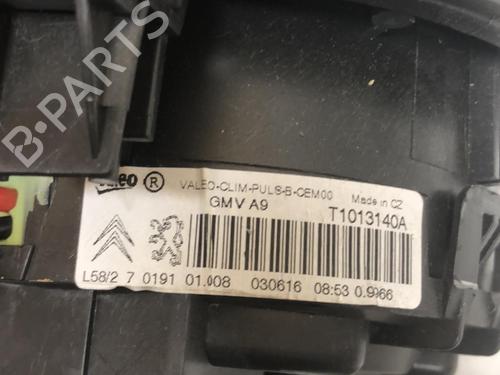 B-PARTS
Valeo ® VALEO-CLIM-PULS-B-CEM00 Made in CZ
GMV A9 T1013140A
L58/2 7 0191 01.008 030616 08:53 0.9166